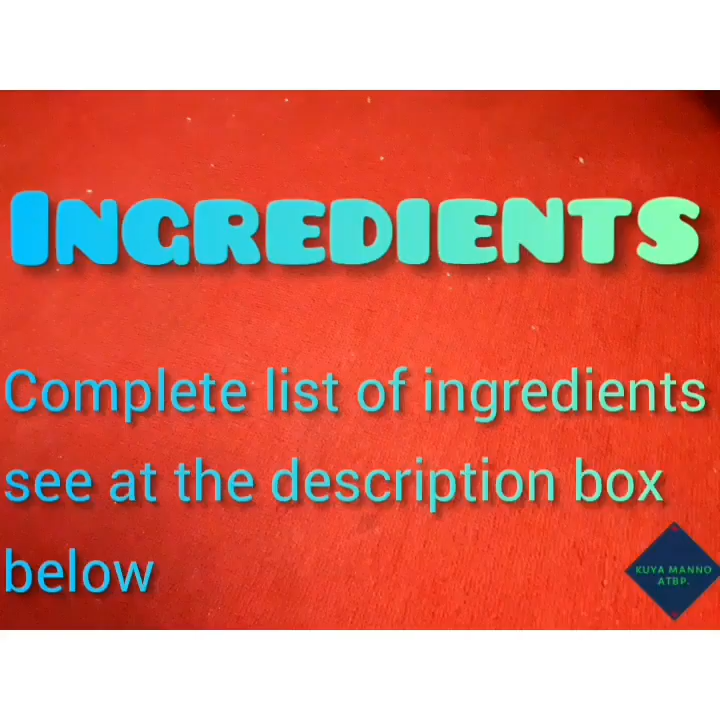 INGREDIENTS
Complete list of ingredients
see at the description box
below
KUYA MANNO
ATBP.